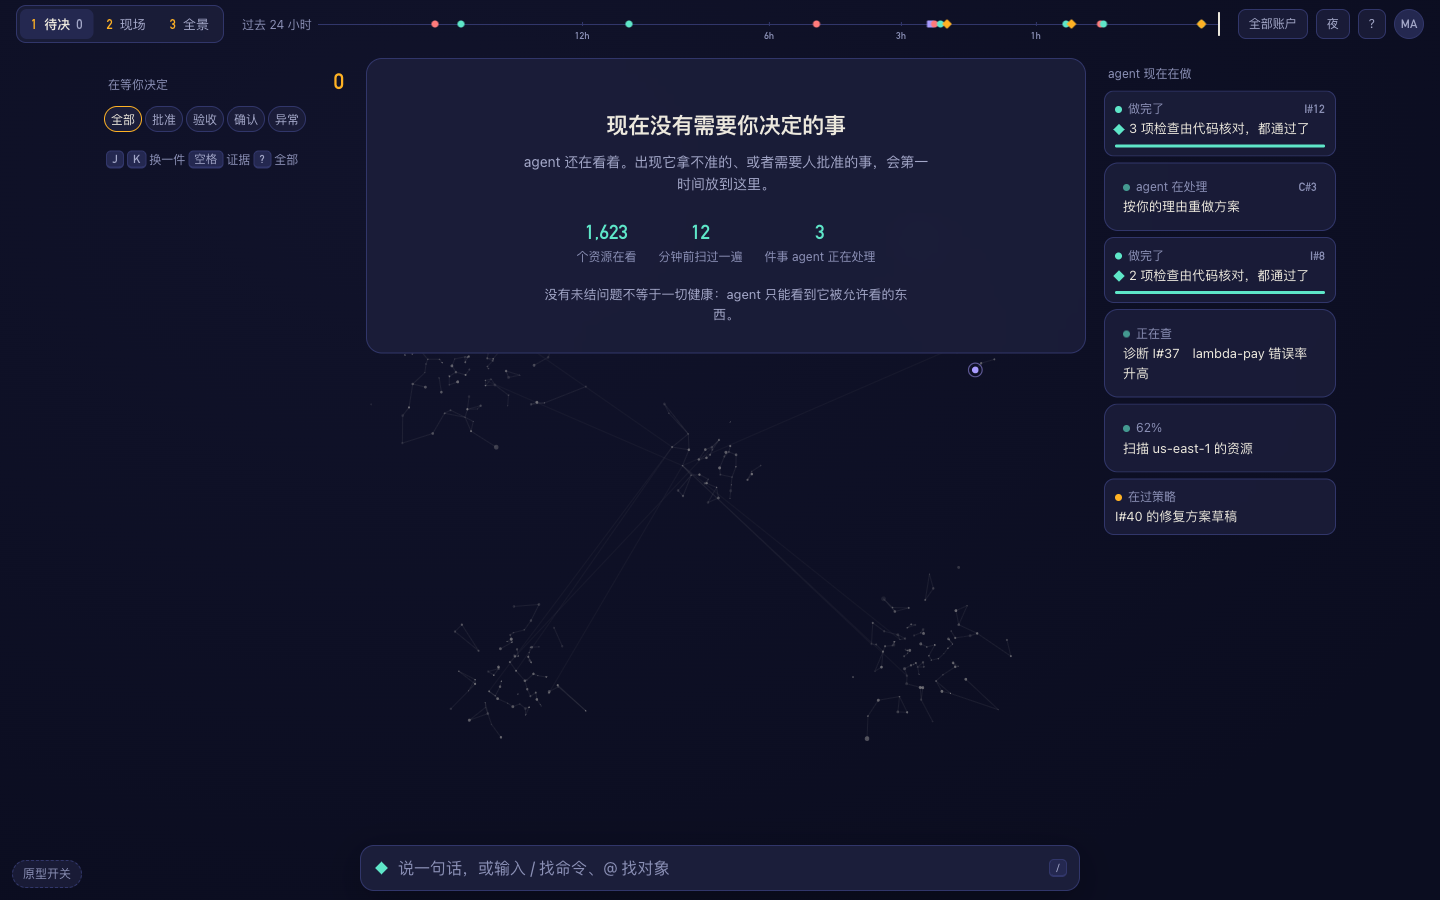 1 待决 0 2 现场 3 全景
过去 24 小时
12h 6h 3h 1h
全部账户 夜 ? MA
在等你决定 0
全部 批准 验收 确认 异常
J K 换一件 空格 证据 ? 全部
现在没有需要你决定的事
agent 还在看着。出现它拿不准的、或者需要人批准的事，会第一
时间放到这里。
1,623 12 3
个资源在看 分钟前扫过一遍 件事 agent 正在处理
没有未结问题不等于一切健康：agent 只能看到它被允许看的东
西。
agent 现在在做
做完了 I#12
3 项检查由代码核对，都通过了
agent 在处理 C#3
按你的理由重做方案
做完了 I#8
2 项检查由代码核对，都通过了
正在查
诊断 I#37 lambda-pay 错误率
升高
62%
扫描 us-east-1 的资源
在过策略
I#40 的修复方案草稿
原型开关
说一句话，或输入 / 找命令、@ 找对象 /